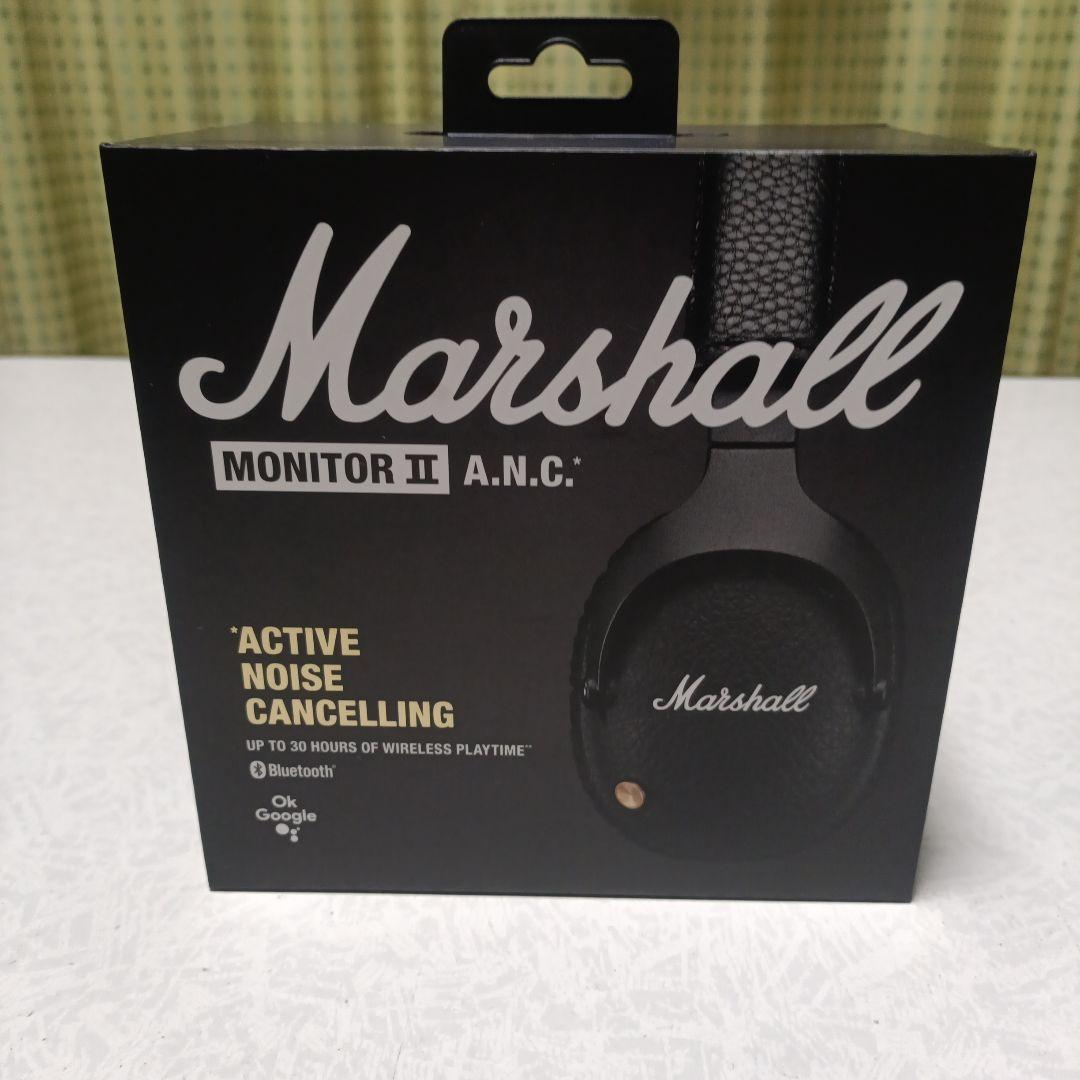 Marshall
MONITOR II A.N.C.*
*ACTIVE
NOISE
CANCELLING
UP TO 30 HOURS OF WIRELESS PLAYTIME**
Bluetooth®
Ok
Google
Marshall